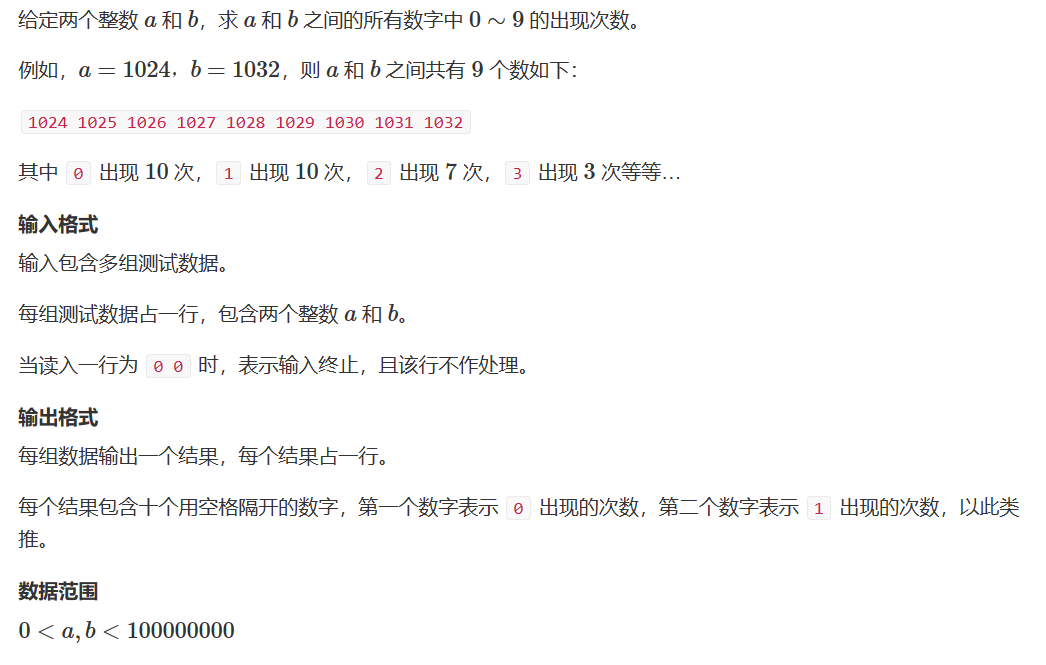 给定两个整数 a 和 b，求 a 和 b 之间的所有数字中 0 ∼ 9 的出现次数。
例如，a = 1024，b = 1032，则 a 和 b 之间共有 9 个数如下：
1024 1025 1026 1027 1028 1029 1030 1031 1032
其中 0 出现 10 次，1 出现 10 次，2 出现 7 次，3 出现 3 次等等…
输入格式
输入包含多组测试数据。
每组测试数据占一行，包含两个整数 a 和 b。
当读入一行为 0 0 时，表示输入终止，且该行不作处理。
输出格式
每组数据输出一个结果，每个结果占一行。
每个结果包含十个用空格隔开的数字，第一个数字表示 0 出现的次数，第二个数字表示 1 出现的次数，以此类
推。
数据范围
0 < a, b < 100000000